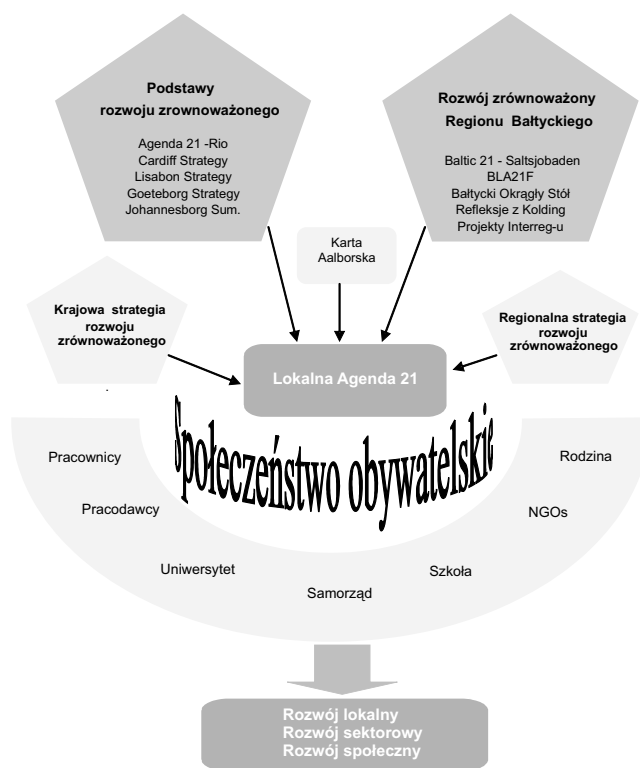 Podstawy
rozwoju zrownoważonego
Agenda 21 -Rio
Cardiff Strategy
Lisabon Strategy
Goeteborg Strategy
Johannesborg Sum.
Rozwój zrównoważony
Regionu Bałtyckiego
Baltic 21 - Saltsjobaden
BLA21F
Bałtycki Okrągły Stół
Refleksje z Kolding
Projekty Interreg-u
Karta
Aalborska
Krajowa strategia
rozwoju
zrównoważonego
Regionalna strategia
rozwoju
zrównoważonego
Lokalna Agenda 21
Społeczeństwo obywatelskie
Pracownicy
Pracodawcy
Uniwersytet
Samorząd
Szkoła
NGOs
Rodzina
Rozwój lokalny
Rozwój sektorowy
Rozwój społeczny